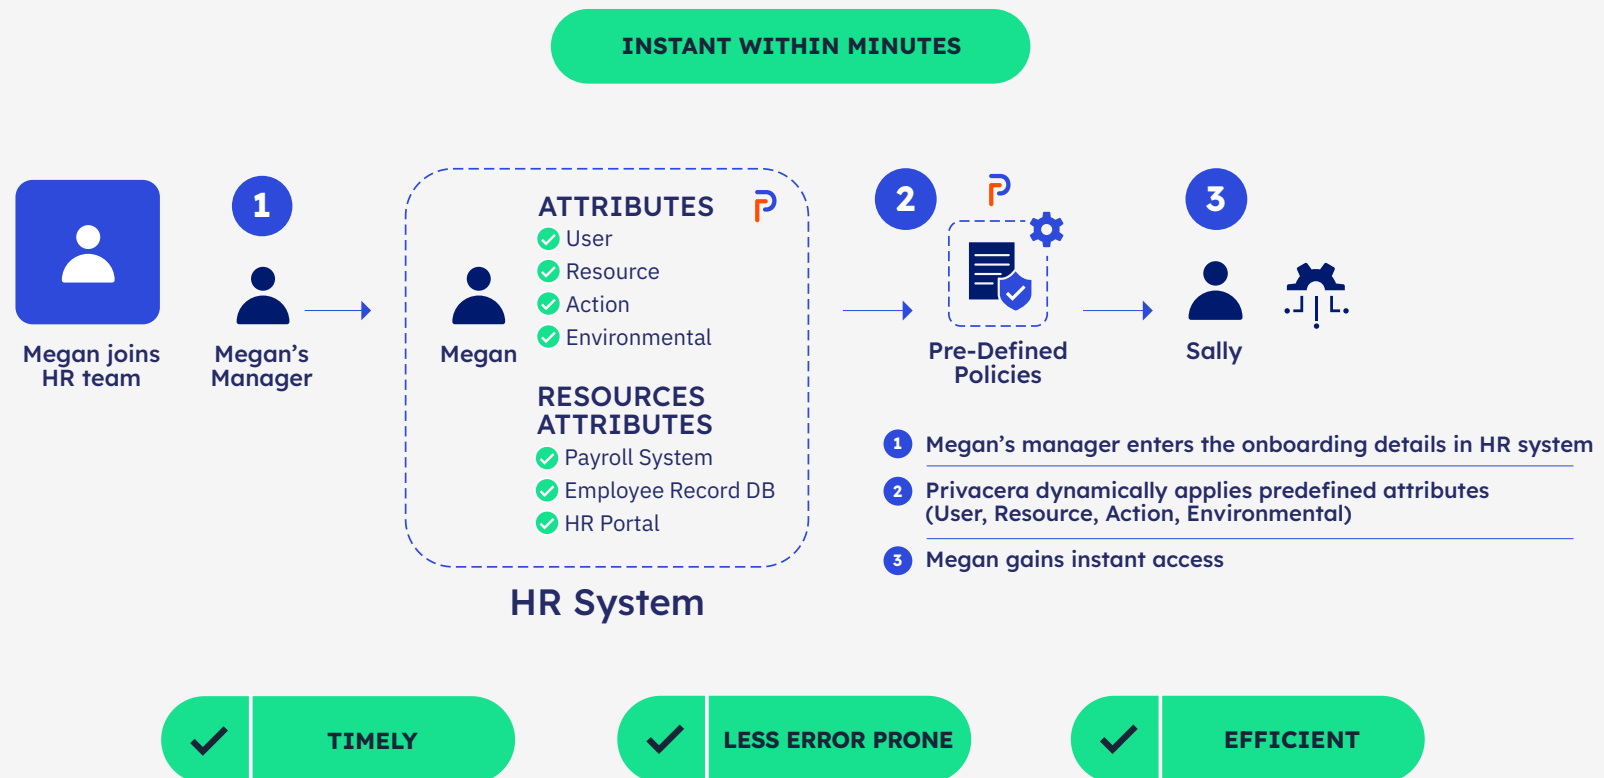 INSTANT WITHIN MINUTES
Megan joins
HR team
1
Megan’s
Manager
Megan
ATTRIBUTES
User
Resource
Action
Environmental
RESOURCES
ATTRIBUTES
Payroll System
Employee Record DB
HR Portal
HR System
2
Pre-Defined
Policies
3
Sally
1 Megan’s manager enters the onboarding details in HR system
2 Privacera dynamically applies predefined attributes
(User, Resource, Action, Environmental)
3 Megan gains instant access
TIMELY
LESS ERROR PRONE
EFFICIENT